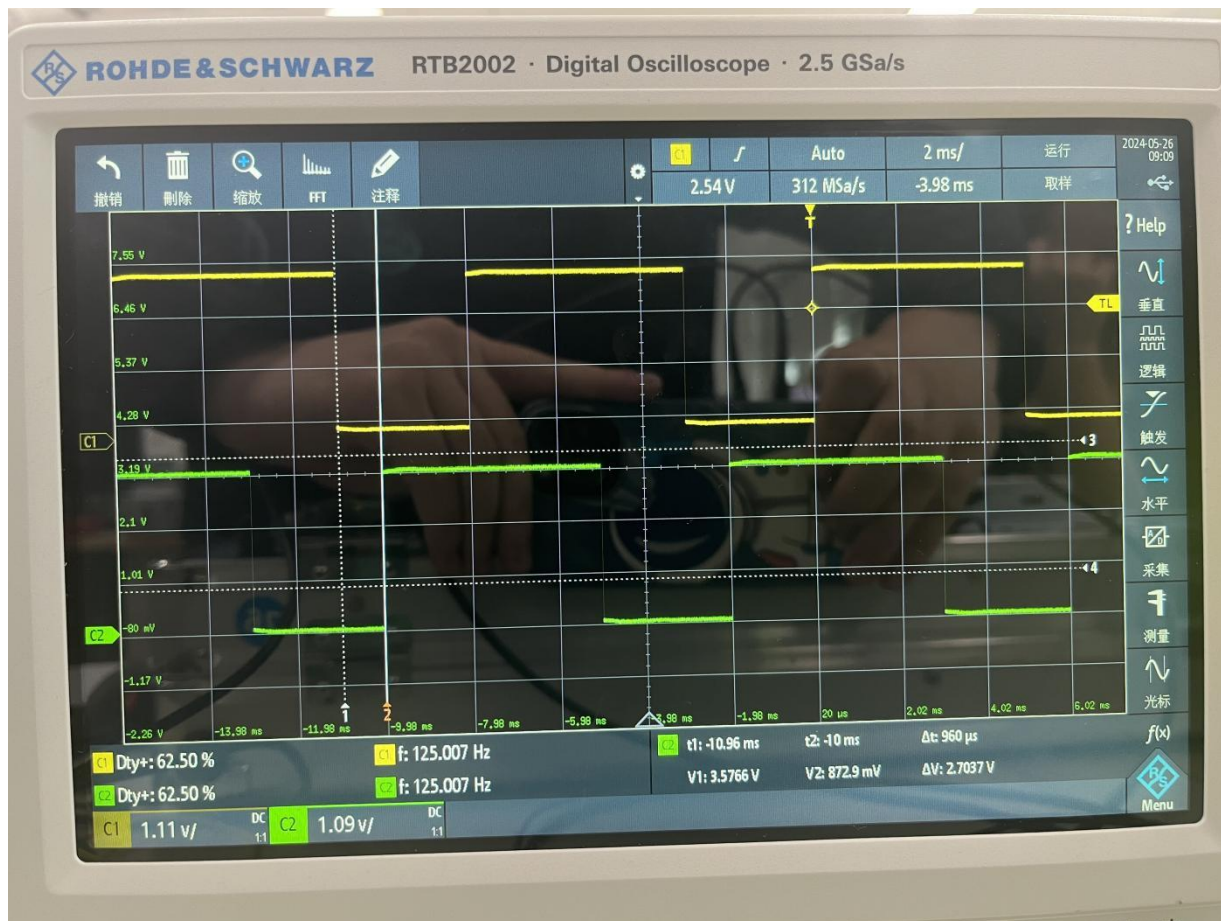 ROHDE&SCHWARZ RTB2002 · Digital Oscilloscope · 2.5 GSa/s
撤销 刪除 缩放 FFT 注释
C1 Auto 2 ms/ 运行
2.54 V 312 MSa/s -3.98 ms 取样
2024-05-26
09:09
? Help
垂直
逻辑
触发
水平
采集
测量
光标
f(x)
Menu
T
TL
7.55 V
6.46 V
5.37 V
4.28 V
C1
3
3.19 V
2.1 V
1.01 V
4
C2 -80 mV
-1.17 V
1 2
-2.26 V -13.98 ms -11.98 ms -9.98 ms -7.98 ms -5.98 ms -3.98 ms -1.98 ms 20 µs 2.02 ms 4.02 ms 6.02 ms
C1 Dty+: 62.50 % C1 f: 125.007 Hz
C2 Dty+: 62.50 % C2 f: 125.007 Hz
C2 t1: -10.96 ms t2: -10 ms Δt: 960 µs
V1: 3.5766 V V2: 872.9 mV ΔV: 2.7037 V
C1 1.11 V/ DC 1:1 C2 1.09 V/ DC 1:1